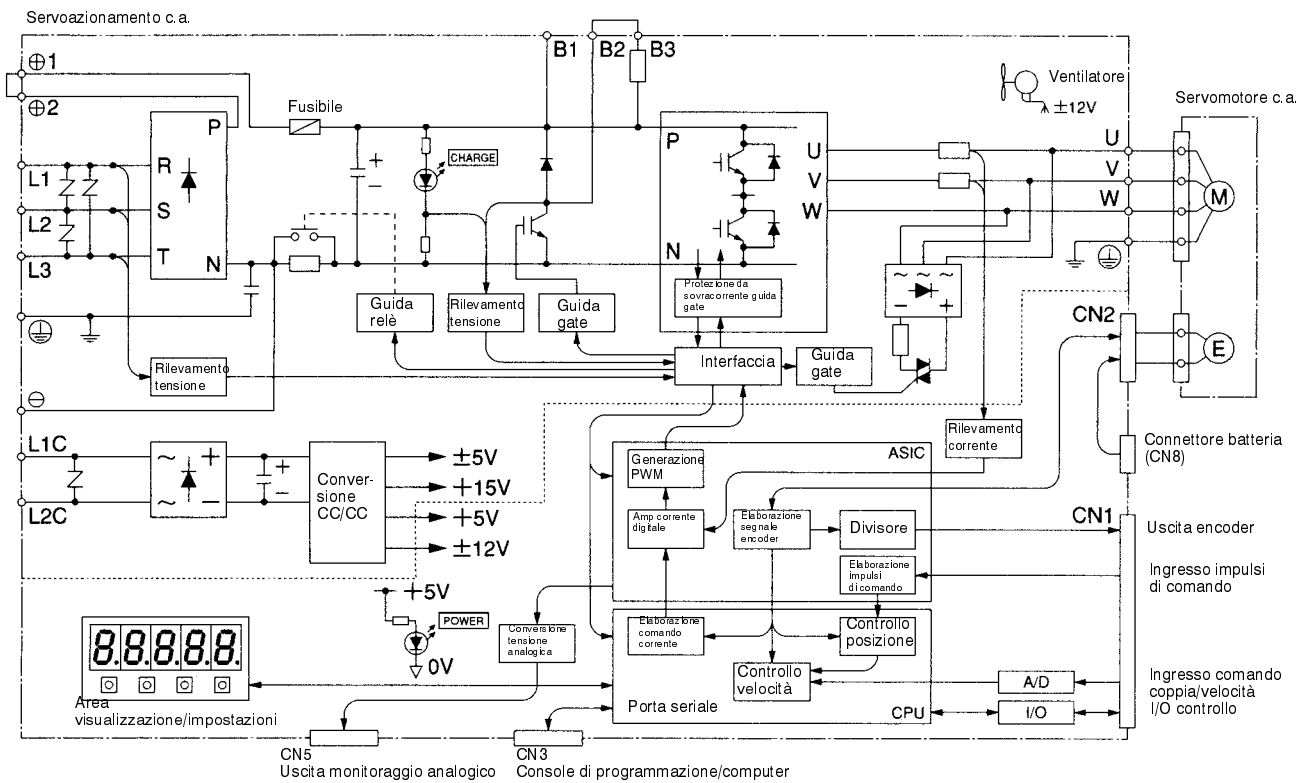 Servoazionamento c.a.
⊕1
⊕2
B1
B2
B3
Ventilatore
±12V
Servomotore c.a.
Fusibile
P
R
S
T
N
L1
L2
L3
+
−
CHARGE
P
N
U
V
W
U
V
W
M
Guida
relè
Rilevamento
tensione
Guida
gate
Protezione da
sovracorrente guida
gate
~ ~ ~
− +
CN2
E
Rilevamento
tensione
Interfaccia
Guida
gate
⊖
Rilevamento
corrente
Connettore batteria
(CN8)
L1C
L2C
~ +
~ −
+
−
Conver-
sione
CC/CC
±5V
+15V
+5V
±12V
ASIC
Generazione
PWM
Amp corrente
digitale
Elaborazione
segnale
encoder
Divisore
CN1
Uscita encoder
Elaborazione
impulsi
di comando
Ingresso impulsi
di comando
+5V
POWER
0V
8.8.8.8.8.
Area
visualizzazione/impostazioni
Conversione
tensione
analogica
Elaborazione
comando
corrente
Controllo
posizione
Controllo
velocità
Porta seriale
CPU
A/D
I/O
Ingresso comando
coppia/velocità
I/O controllo
CN5
Uscita monitoraggio analogico
CN3
Console di programmazione/computer